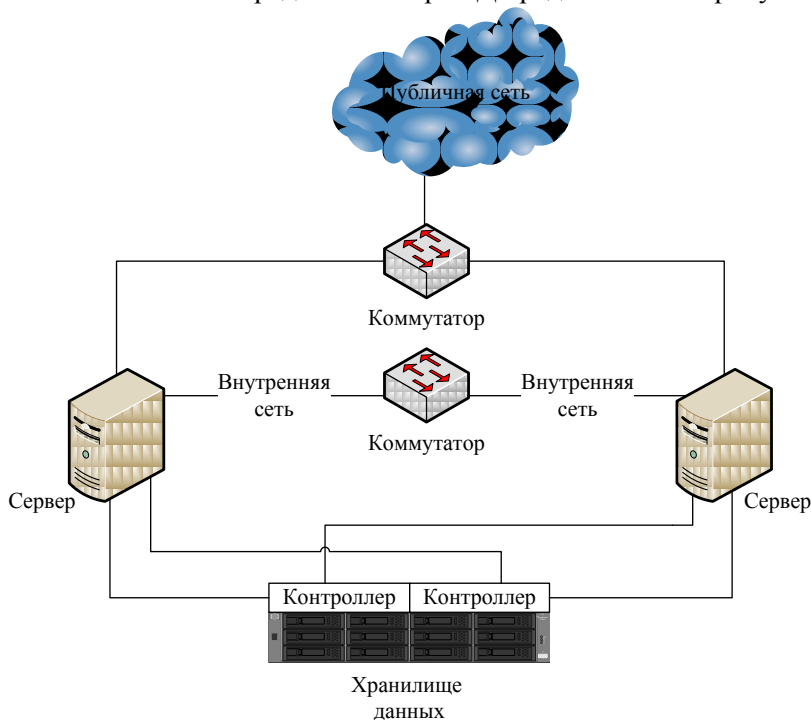 Публичная сеть
Коммутатор
Внутренняя
сеть
Внутренняя
сеть
Коммутатор
Сервер
Сервер
Контроллер
Контроллер
Хранилище
данных